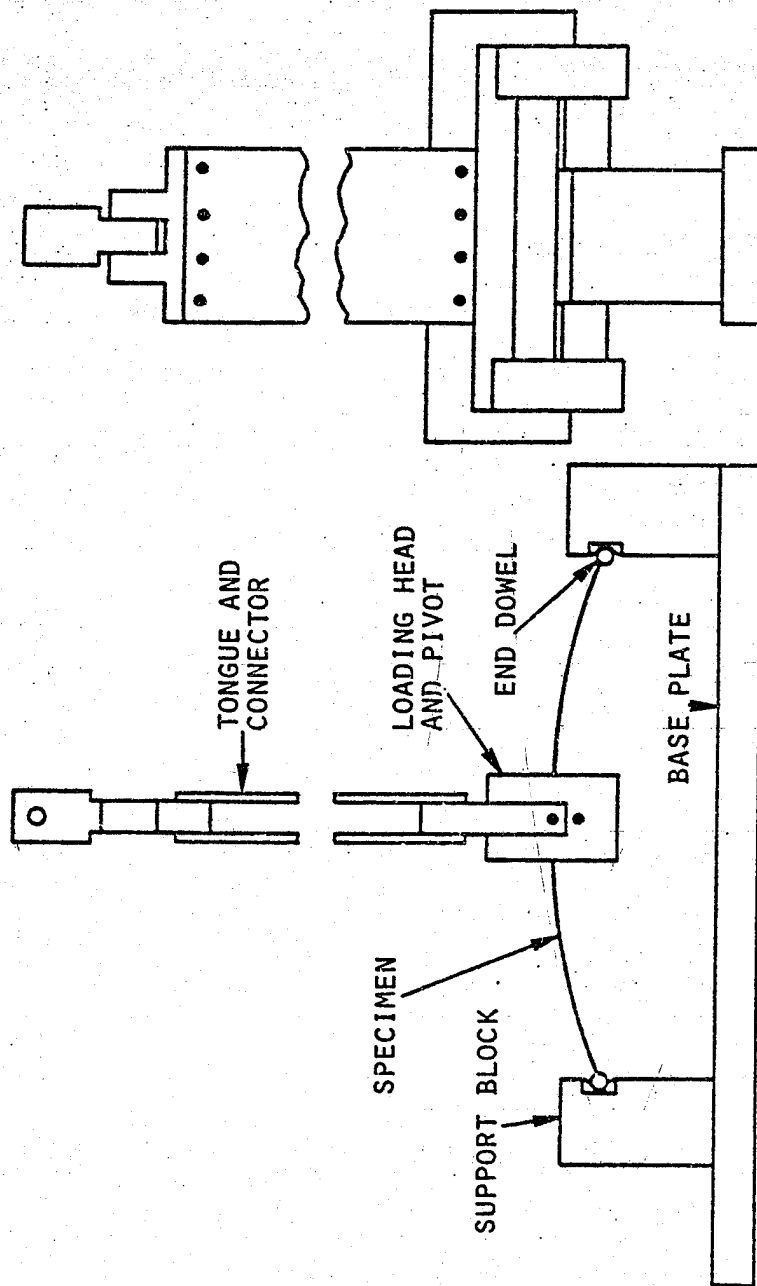 TONGUE AND
CONNECTOR
LOADING HEAD
AND PIVOT
END DOWEL
BASE PLATE
SPECIMEN
SUPPORT BLOCK